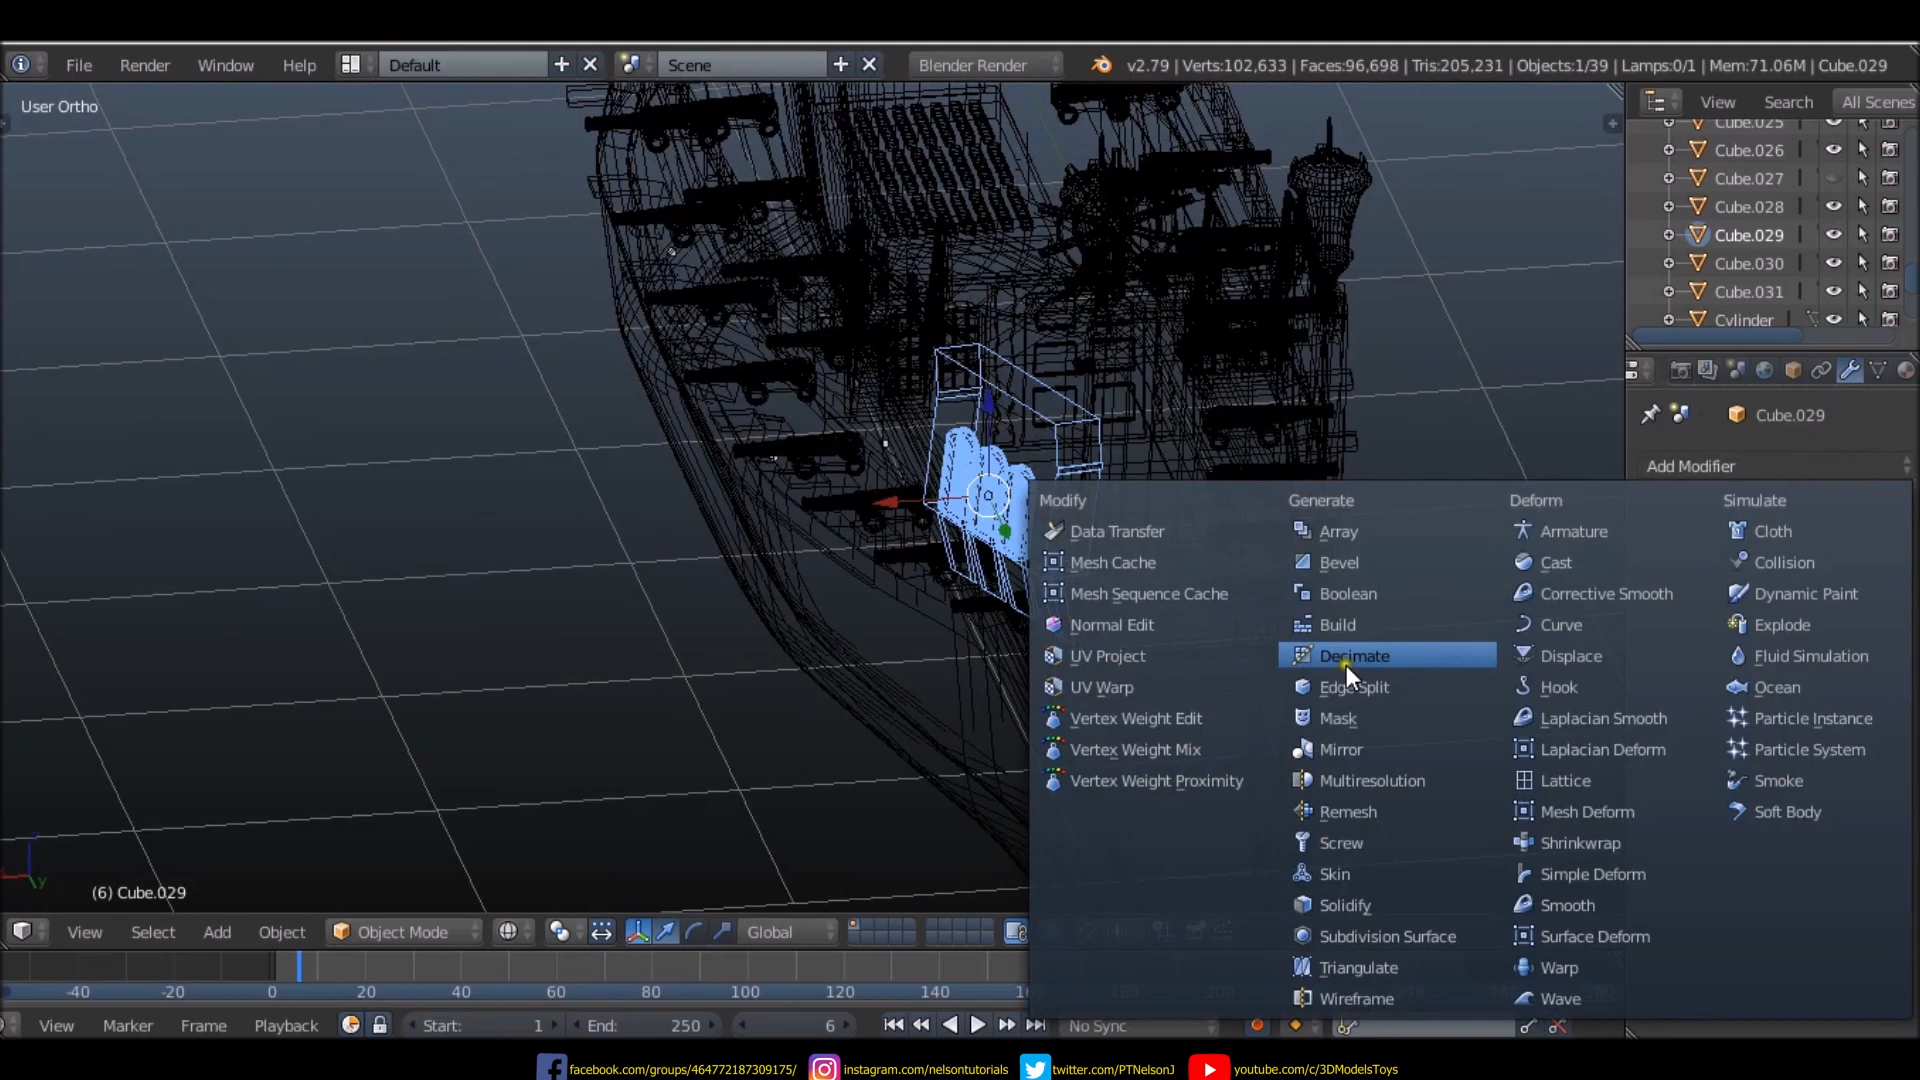 File Render Window Help Default Scene Blender Render v2.79 | Verts:102,633 | Faces:96,698 | Tris:205,231 | Objects:1/39 | Lamps:0/1 | Mem:71.06M | Cube.029
User Ortho
View Search All Scenes
Cube.025
Cube.026
Cube.027
Cube.028
Cube.029
Cube.030
Cube.031
Cylinder
Cube.029
Add Modifier
Modify
Data Transfer
Mesh Cache
Mesh Sequence Cache
Normal Edit
UV Project
UV Warp
Vertex Weight Edit
Vertex Weight Mix
Vertex Weight Proximity
Generate
Array
Bevel
Boolean
Build
Decimate
Edge Split
Mask
Mirror
Multiresolution
Remesh
Screw
Skin
Solidify
Subdivision Surface
Triangulate
Wireframe
Deform
Armature
Cast
Corrective Smooth
Curve
Displace
Hook
Laplacian Smooth
Laplacian Deform
Lattice
Mesh Deform
Shrinkwrap
Simple Deform
Smooth
Surface Deform
Warp
Wave
Simulate
Cloth
Collision
Dynamic Paint
Explode
Fluid Simulation
Ocean
Particle Instance
Particle System
Smoke
Soft Body
(6) Cube.029
View Select Add Object Object Mode Global
-40 -20 0 20 40 60 80 100 120 140
View Marker Frame Playback Start: 1 End: 250 6 No Sync
facebook.com/groups/464772187309175/ instagram.com/nelsontutorials twitter.com/PTNelsonJ youtube.com/c/3DModelsToys